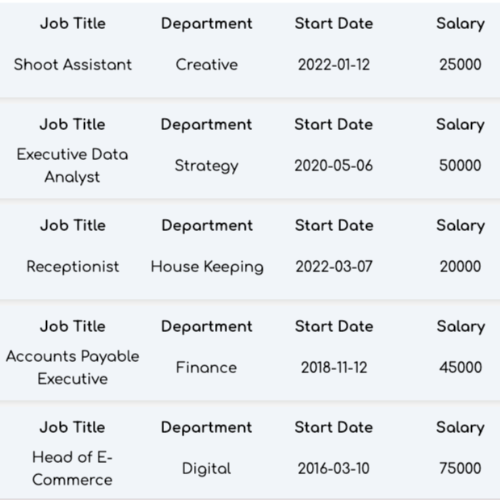 Job Title Department Start Date Salary
Shoot Assistant Creative 2022-01-12 25000
Job Title Department Start Date Salary
Executive Data
Analyst Strategy 2020-05-06 50000
Job Title Department Start Date Salary
Receptionist House Keeping 2022-03-07 20000
Job Title Department Start Date Salary
Accounts Payable
Executive Finance 2018-11-12 45000
Job Title Department Start Date Salary
Head of E-
Commerce Digital 2016-03-10 75000